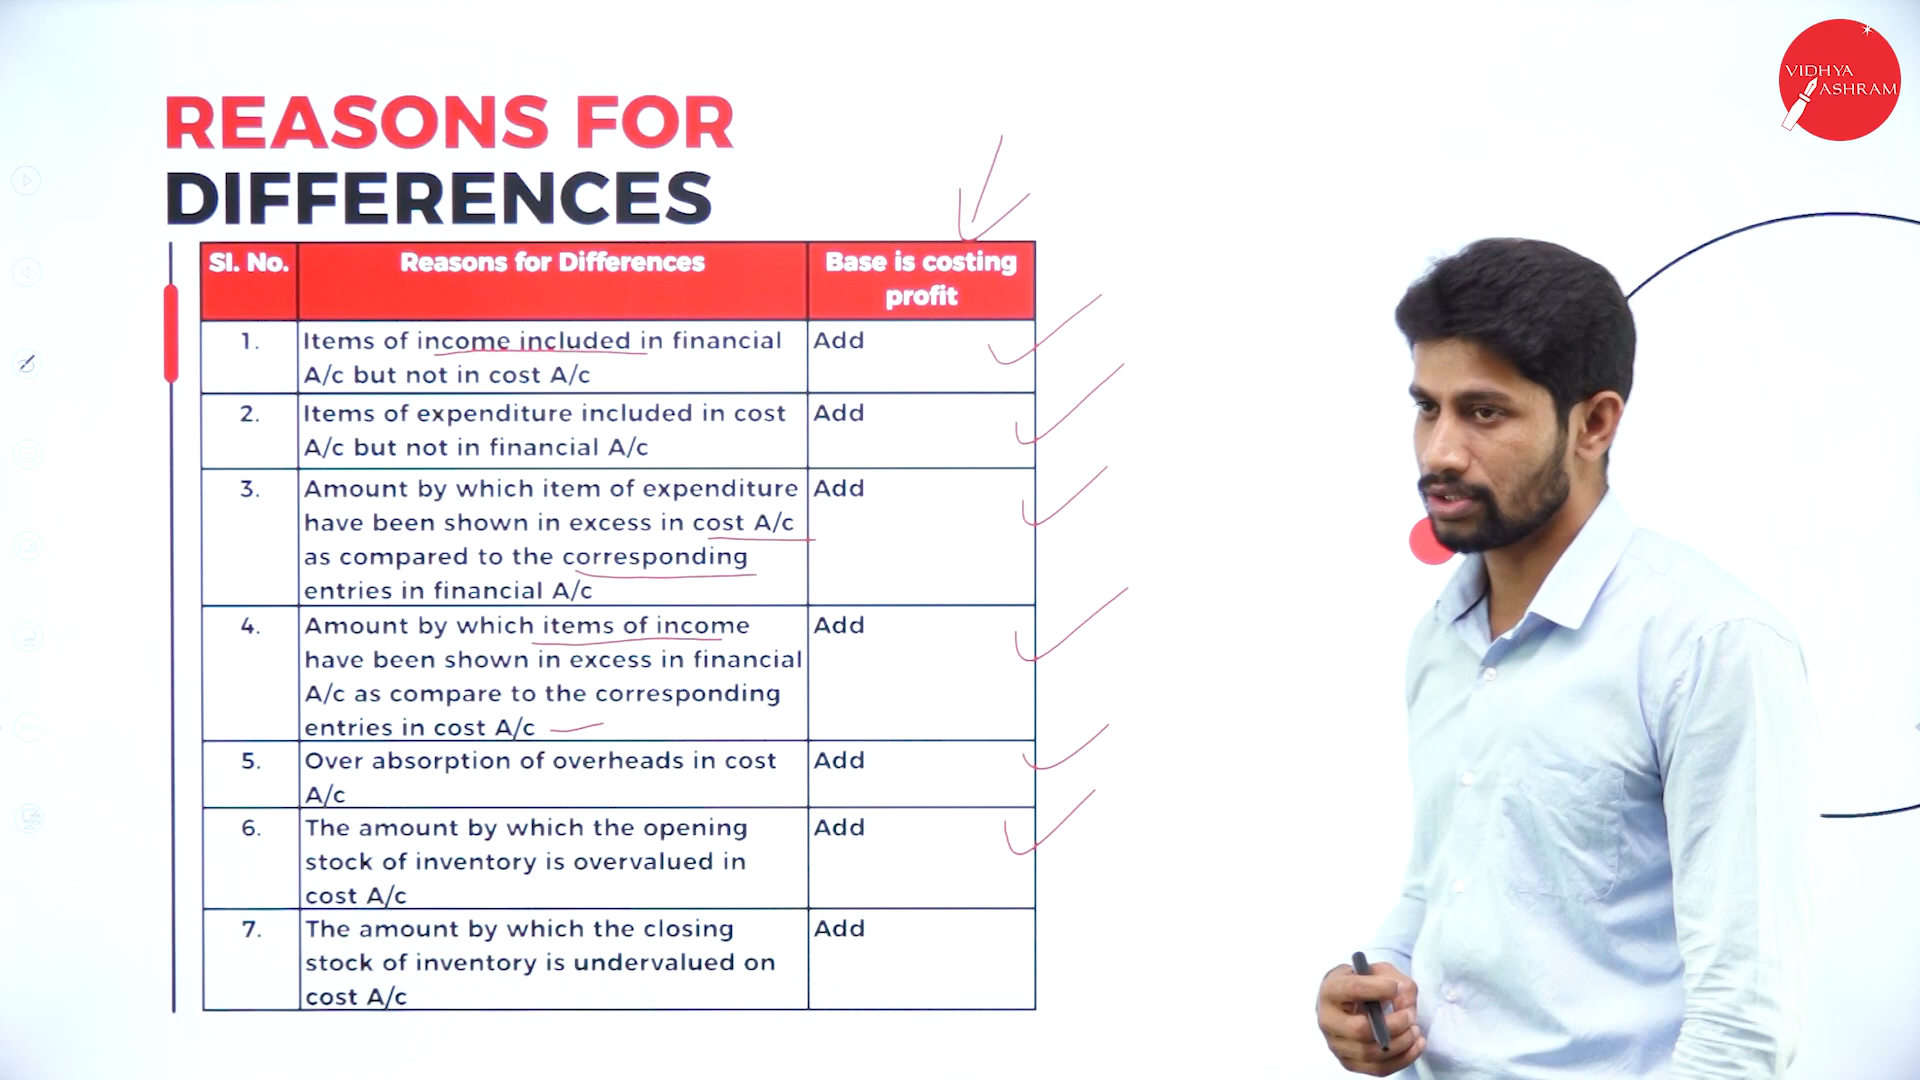 VIDHYA
ASHRAM
REASONS FOR
DIFFERENCES
Sl. No. Reasons for Differences Base is costing
profit
1. Items of income included in financial Add
A/c but not in cost A/c
2. Items of expenditure included in cost Add
A/c but not in financial A/c
3. Amount by which item of expenditure Add
have been shown in excess in cost A/c
as compared to the corresponding
entries in financial A/c
4. Amount by which items of income Add
have been shown in excess in financial
A/c as compare to the corresponding
entries in cost A/c
5. Over absorption of overheads in cost Add
A/c
6. The amount by which the opening Add
stock of inventory is overvalued in
cost A/c
7. The amount by which the closing Add
stock of inventory is undervalued on
cost A/c